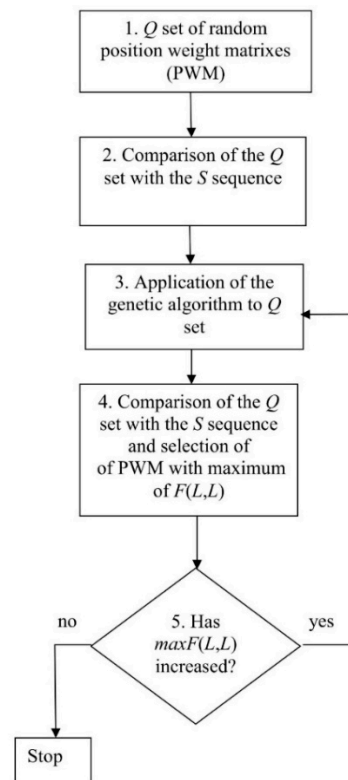 1. Q set of random
position weight matrixes
(PWM)
2. Comparison of the Q
set with the S sequence
3. Application of the
genetic algorithm to Q
set
4. Comparison of the Q
set with the S sequence
and selection of
of PWM with maximum
of F(L,L)
no
5. Has
maxF(L,L)
increased?
yes
Stop